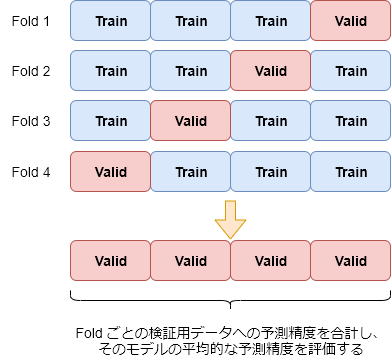 Fold 1 Train Train Train Valid
Fold 2 Train Train Valid Train
Fold 3 Train Valid Train Train
Fold 4 Valid Train Train Train
Valid Valid Valid Valid
Fold ごとの検証用データへの予測精度を合計し、
そのモデルの平均的な予測精度を評価する